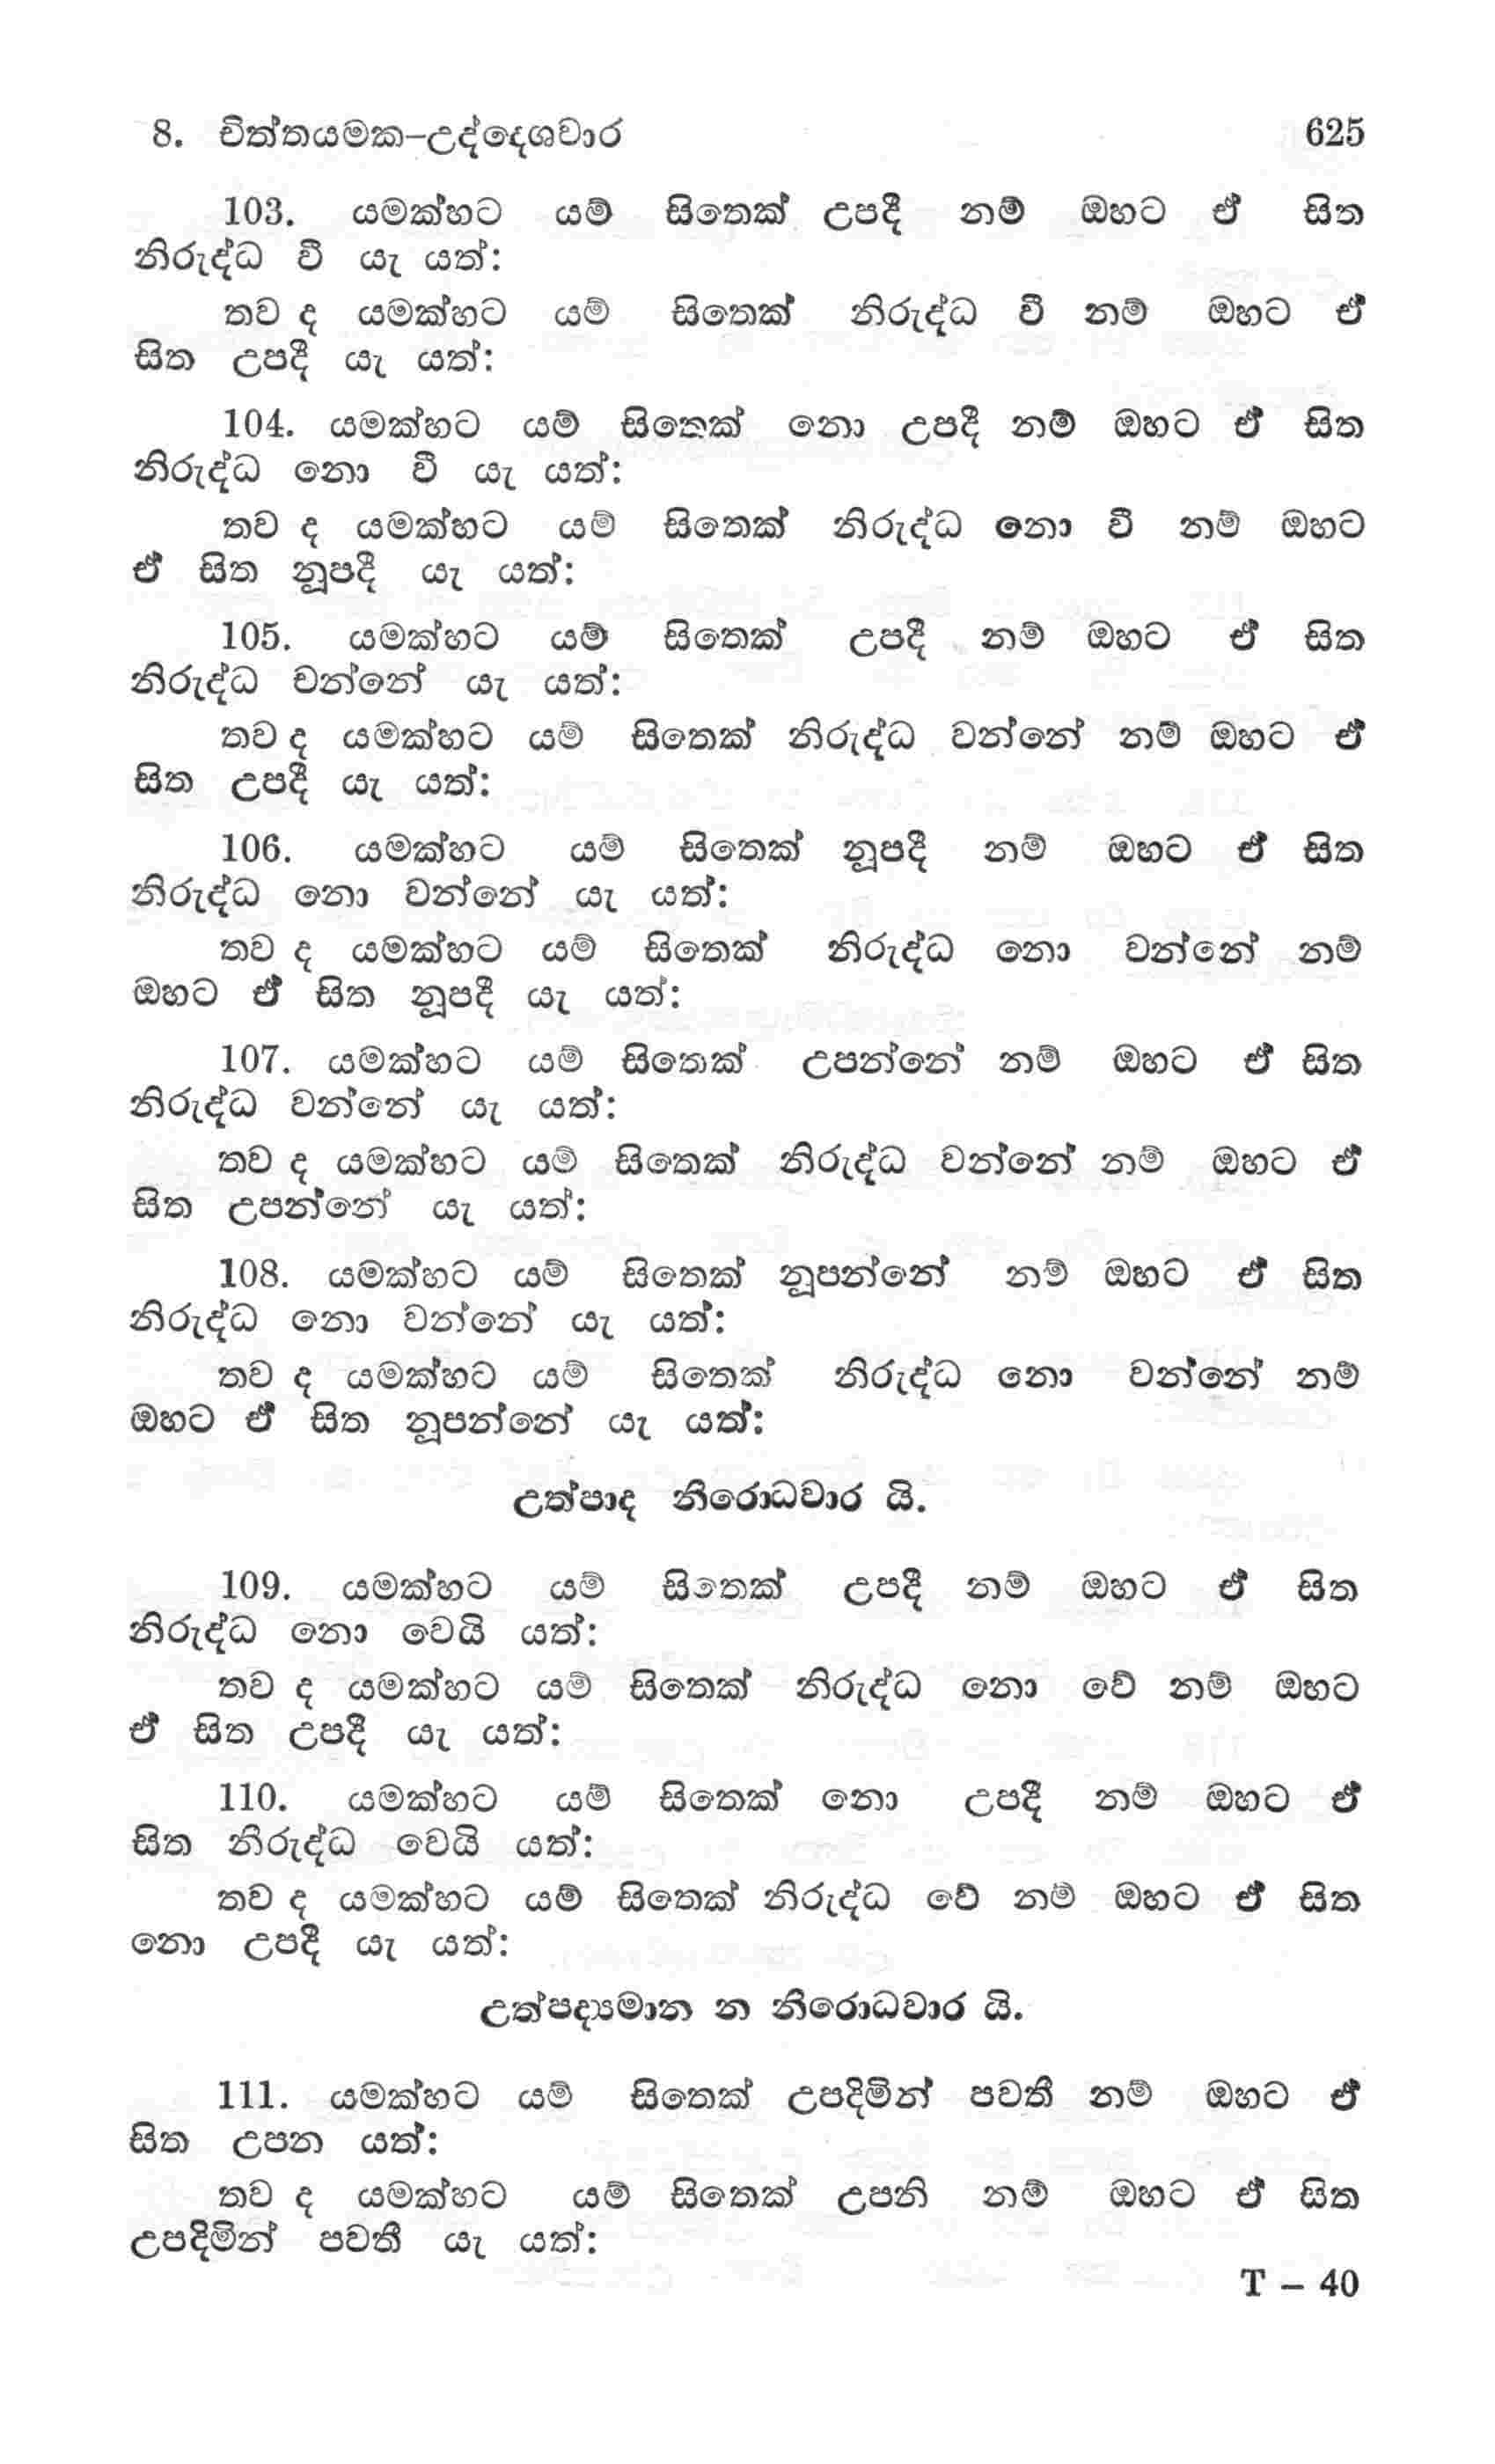 8. චිත්තයමක-උද්දෙශවාර 625
103. යමක්හට යම් සිතෙක් උපදී නම් ඔහට ඒ සිත
නිරුද්ධ වී යැ යත්:
තව ද යමක්හට යම් සිතෙක් නිරුද්ධ වී නම් ඔහට ඒ
සිත උපදී යැ යත්:
104. යමක්හට යම් සිතෙක් නො උපදී නම් ඔහට ඒ සිත
නිරුද්ධ නො වී යැ යත්:
තව ද යමක්හට යම් සිතෙක් නිරුද්ධ නො වී නම් ඔහට
ඒ සිත නූපදී යැ යත්:
105. යමක්හට යම් සිතෙක් උපදී නම් ඔහට ඒ සිත
නිරුද්ධ වන්නේ යැ යත්:
තව ද යමක්හට යම් සිතෙක් නිරුද්ධ වන්නේ නම් ඔහට ඒ
සිත උපදී යැ යත්:
106. යමක්හට යම් සිතෙක් නූපදී නම් ඔහට ඒ සිත
නිරුද්ධ නො වන්නේ යැ යත්:
තව ද යමක්හට යම් සිතෙක් නිරුද්ධ නො වන්නේ නම්
ඔහට ඒ සිත නූපදී යැ යත්:
107. යමක්හට යම් සිතෙක් උපන්නේ නම් ඔහට ඒ සිත
නිරුද්ධ වන්නේ යැ යත්:
තව ද යමක්හට යම් සිතෙක් නිරුද්ධ වන්නේ නම් ඔහට ඒ
සිත උපන්නේ යැ යත්:
108. යමක්හට යම් සිතෙක් නූපන්නේ නම් ඔහට ඒ සිත
නිරුද්ධ නො වන්නේ යැ යත්:
තව ද යමක්හට යම් සිතෙක් නිරුද්ධ නො වන්නේ නම්
ඔහට ඒ සිත නූපන්නේ යැ යත්:
උත්පාද නිරොධවාර යි.
109. යමක්හට යම් සිතෙක් උපදී නම් ඔහට ඒ සිත
නිරුද්ධ නො වෙයි යත්:
තව ද යමක්හට යම් සිතෙක් නිරුද්ධ නො වේ නම් ඔහට
ඒ සිත උපදී යැ යත්:
110. යමක්හට යම් සිතෙක් නො උපදී නම් ඔහට ඒ
සිත නිරුද්ධ වෙයි යත්:
තව ද යමක්හට යම් සිතෙක් නිරුද්ධ වේ නම් ඔහට ඒ සිත
නො උපදී යැ යත්:
උත්පද්‍යමාන න නිරොධවාර යි.
111. යමක්හට යම් සිතෙක් උපදිමින් පවතී නම් ඔහට ඒ
සිත උපන යත්:
තව ද යමක්හට යම් සිතෙක් උපනි නම් ඔහට ඒ සිත
උපදිමින් පවතී යැ යත්:
T – 40